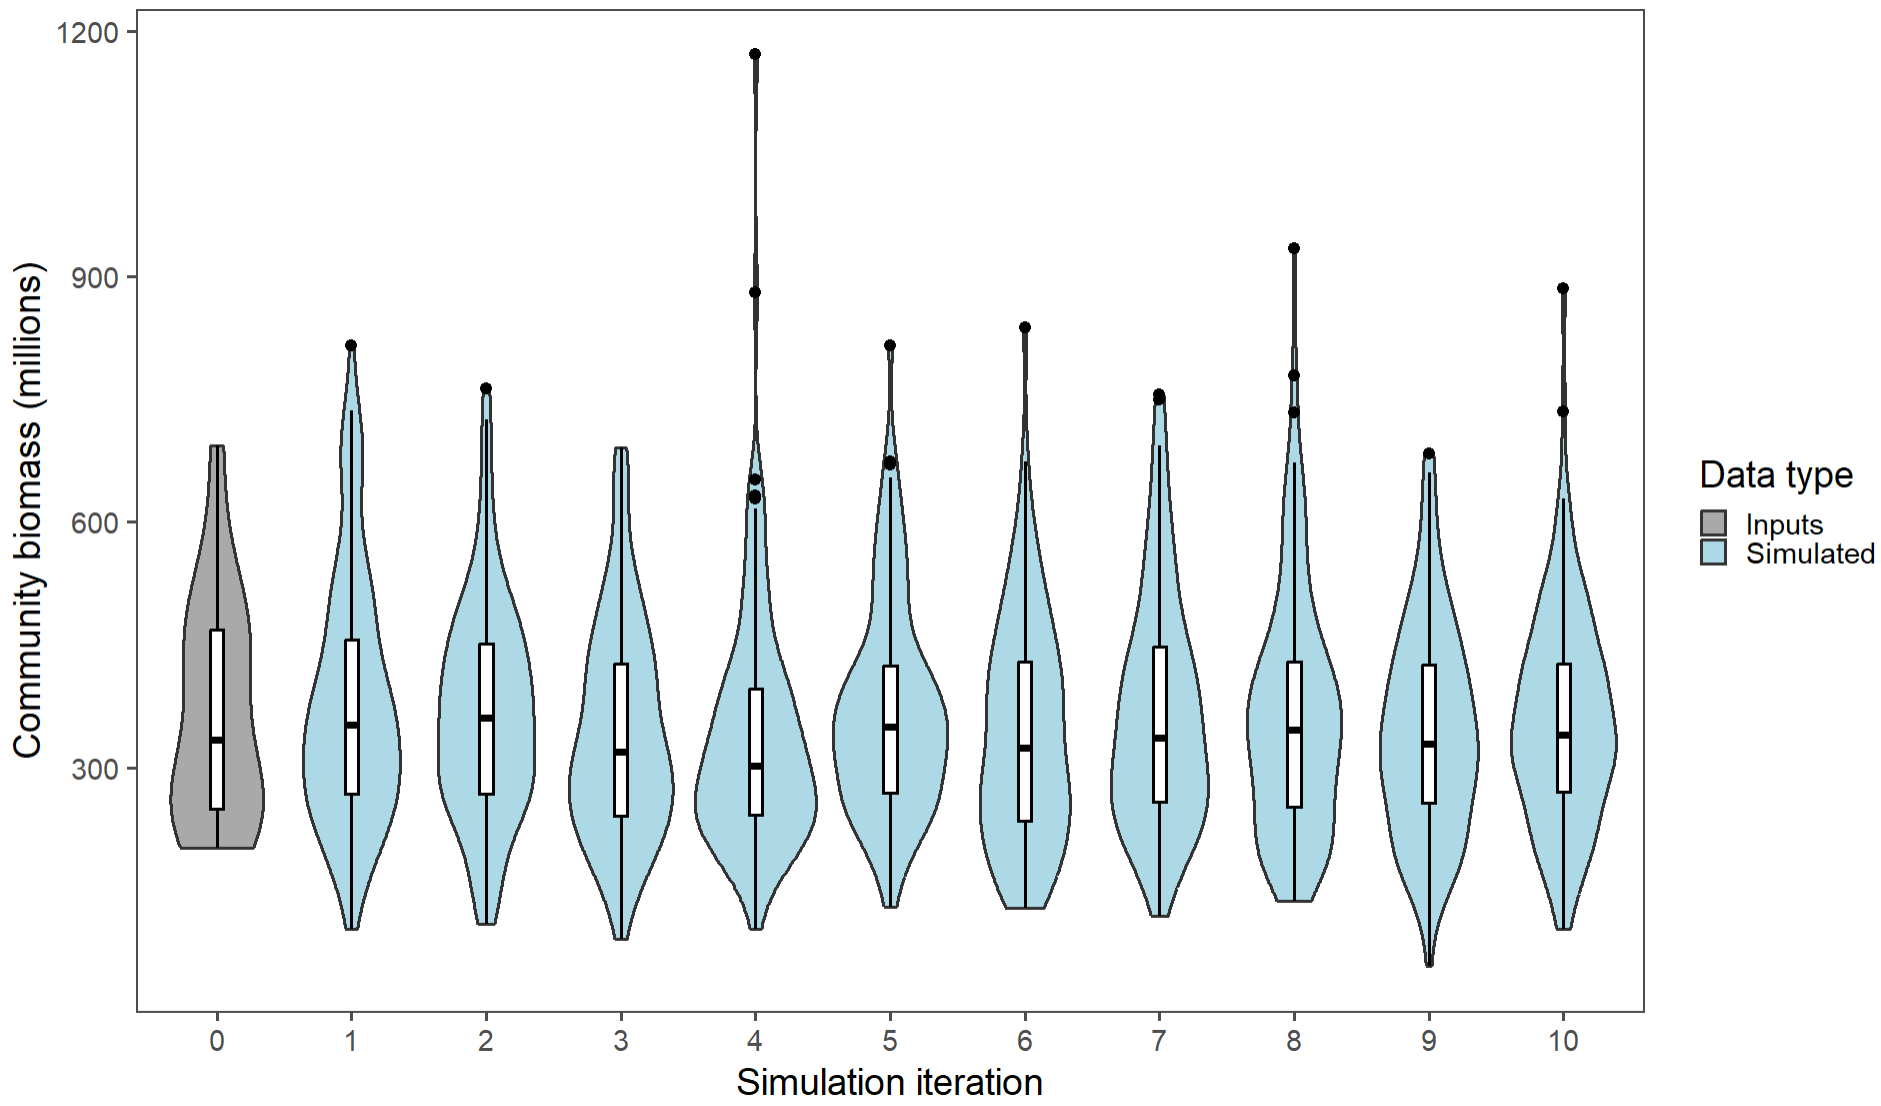 Community biomass (millions)
1200
900
600
300
0 1 2 3 4 5 6 7 8 9 10
Simulation iteration
Data type
Inputs
Simulated